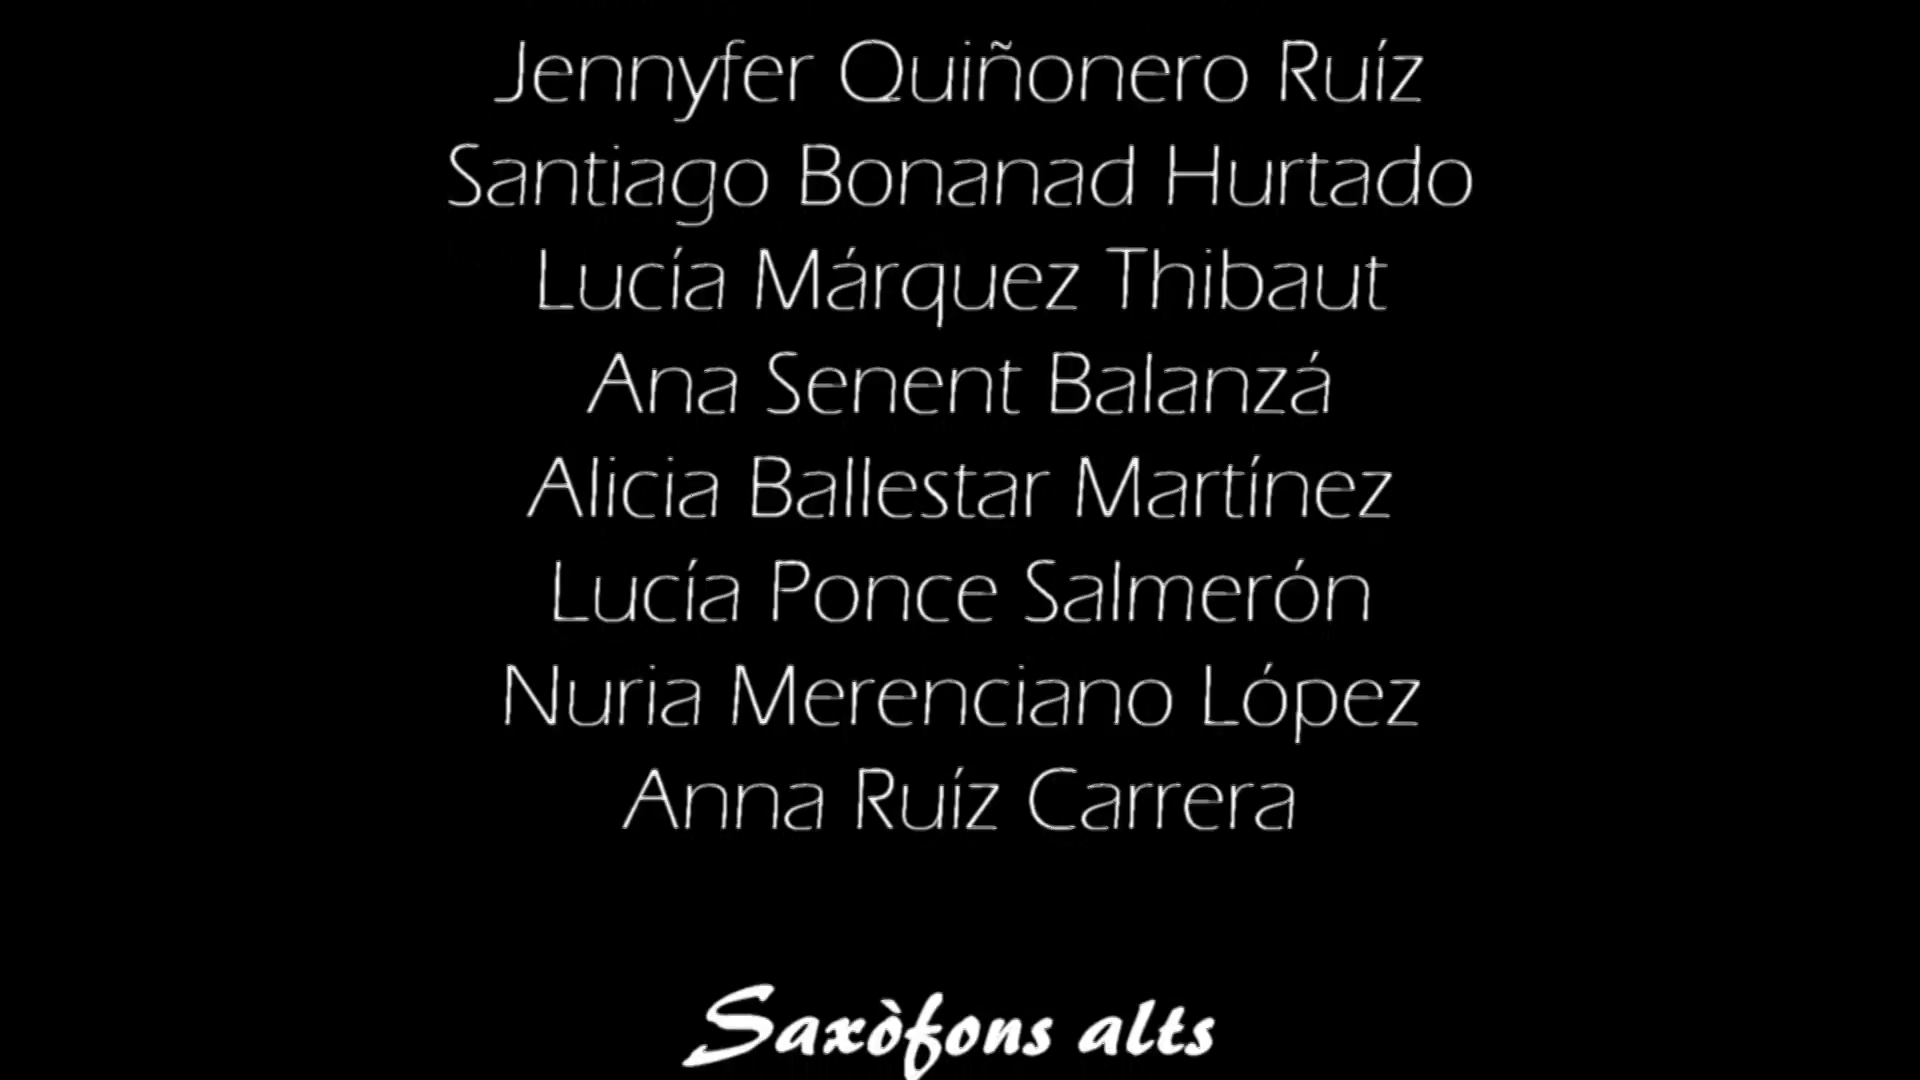 Jennyfer Quiñonero Ruíz
Santiago Bonanad Hurtado
Lucía Márquez Thibaut
Ana Senent Balanzá
Alicia Ballestar Martínez
Lucía Ponce Salmerón
Nuria Merenciano López
Anna Ruíz Carrera
Saxòfons alts